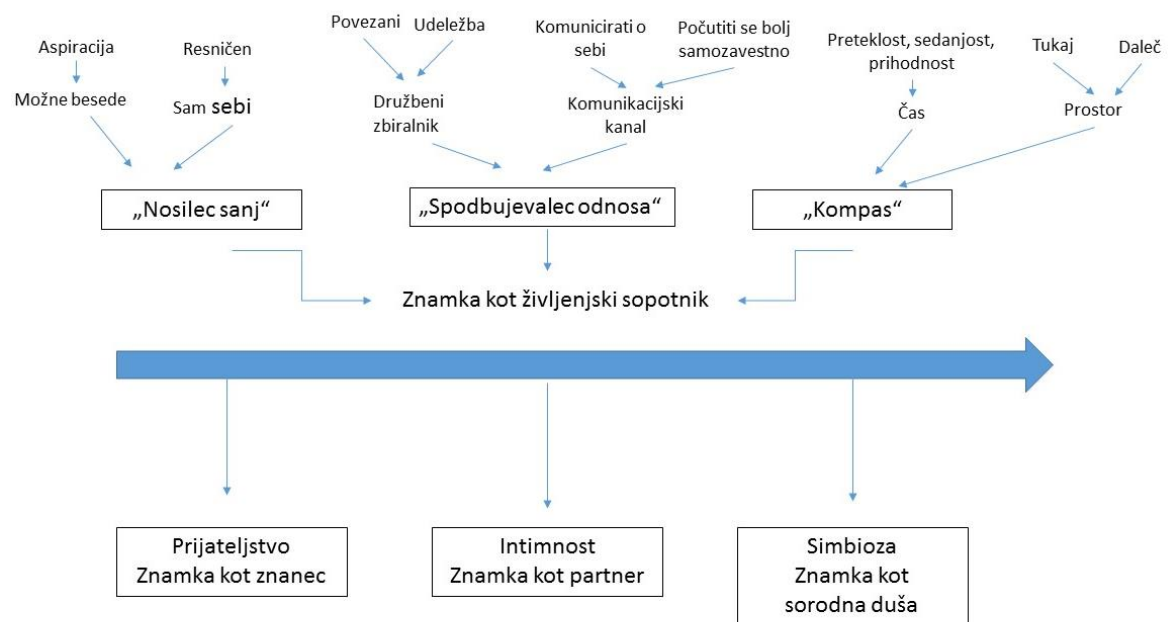 Aspiracija
Resničen
Povezani
Udeležba
Komunicirati o
sebi
Počutiti se bolj
samozavestno
Preteklost, sedanjost,
prihodnost
Tukaj
Daleč
Možne besede
Sam sebi
Družbeni
zbiralnik
Komunikacijski
kanal
Čas
Prostor
„Nosilec sanj“
„Spodbujevalec odnosa“
„Kompas“
Znamka kot življenjski sopotnik
Prijateljstvo
Znamka kot znanec
Intimnost
Znamka kot partner
Simbioza
Znamka kot
sorodna duša